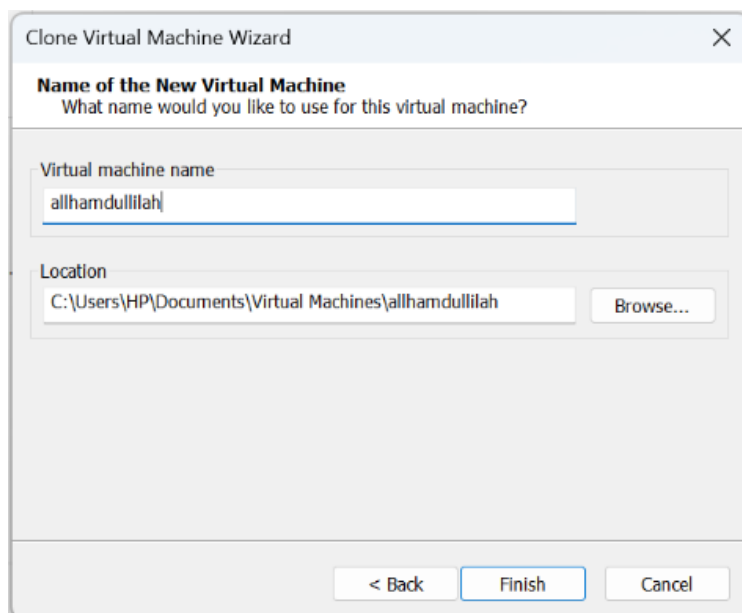 Clone Virtual Machine Wizard
Name of the New Virtual Machine
What name would you like to use for this virtual machine?
Virtual machine name
allhamdullilah
Location
C:\Users\HP\Documents\Virtual Machines\allhamdullilah
Browse...
< Back
Finish
Cancel